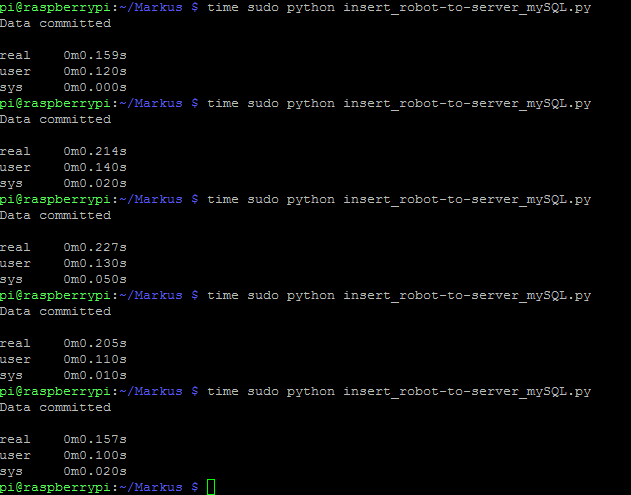 pi@raspberrypi:~/Markus $ time sudo python insert_robot-to-server_mySQL.py
Data committed
real    0m0.159s
user    0m0.120s
sys     0m0.000s
pi@raspberrypi:~/Markus $ time sudo python insert_robot-to-server_mySQL.py
Data committed
real    0m0.214s
user    0m0.140s
sys     0m0.020s
pi@raspberrypi:~/Markus $ time sudo python insert_robot-to-server_mySQL.py
Data committed
real    0m0.227s
user    0m0.130s
sys     0m0.050s
pi@raspberrypi:~/Markus $ time sudo python insert_robot-to-server_mySQL.py
Data committed
real    0m0.205s
user    0m0.110s
sys     0m0.010s
pi@raspberrypi:~/Markus $ time sudo python insert_robot-to-server_mySQL.py
Data committed
real    0m0.157s
user    0m0.100s
sys     0m0.020s
pi@raspberrypi:~/Markus $